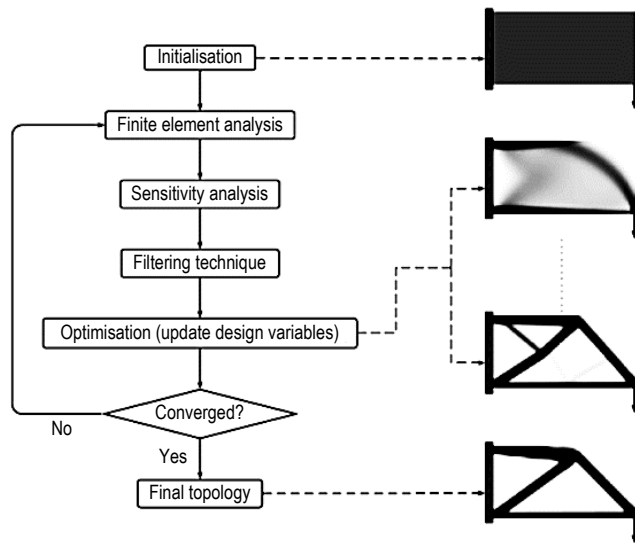 Initialisation
Finite element analysis
Sensitivity analysis
Filtering technique
Optimisation (update design variables)
Converged?
No
Yes
Final topology